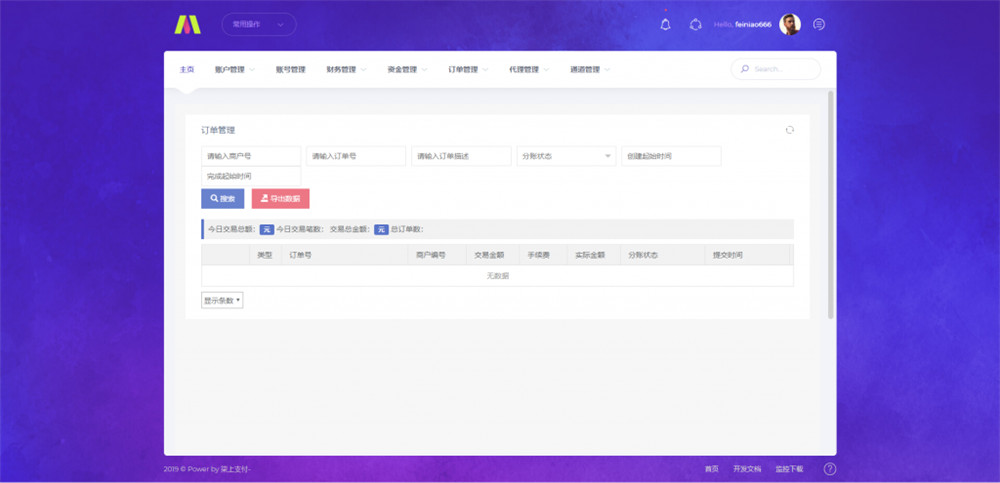 常用操作
Hello, feiniao666
主页 账户管理 账号管理 财务管理 资金管理 订单管理 代理管理 通道管理 Search...
订单管理
请输入商户号 请输入订单号 请输入订单描述 分账状态 创建起始时间
完成起始时间
搜索 导出数据
今日交易总额: 元 今日交易笔数: 交易总金额: 元 总订单数:
类型 订单号 商户编号 交易金额 手续费 实际金额 分账状态 提交时间
无数据
显示条数
2019 © Power by 梁上支付-
首页 开发文档 监控下载